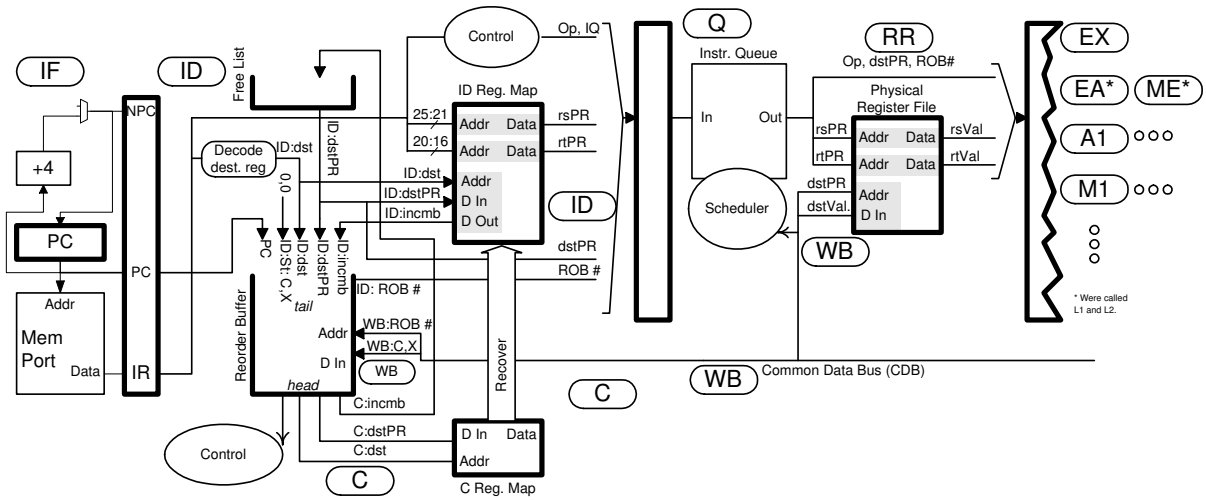 IF
ID
+4
PC
Addr
Mem
Port
Data
NPC
PC
IR
Free List
Control
Op, IQ
ID:dstPR
25:21
20:16
Decode
dest. reg
ID:dst
0,0
ID Reg. Map
Addr Data
Addr Data
Addr
D In
D Out
rsPR
rtPR
ID:dst
ID:dstPR
ID:incmb
ID
dstPR
ROB #
PC
ID:St: C,X
ID:dst
ID:dstPR
ID:incmb
tail
ID: ROB #
Reorder Buffer
WB:ROB #
Addr
WB:C,X
D In
WB
head
C:incmb
Control
C:dstPR
C:dst
C
Recover
D In Data
Addr
C Reg. Map
C
Q
Instr. Queue
In Out
Scheduler
RR
Op, dstPR, ROB#
Physical
Register File
rsPR
rtPR
dstPR
dstVal.
Addr Data
Addr Data
Addr
D In
rsVal
rtVal
WB
WB
Common Data Bus (CDB)
EX
EA*
ME*
A1
M1
* Were called
L1 and L2.